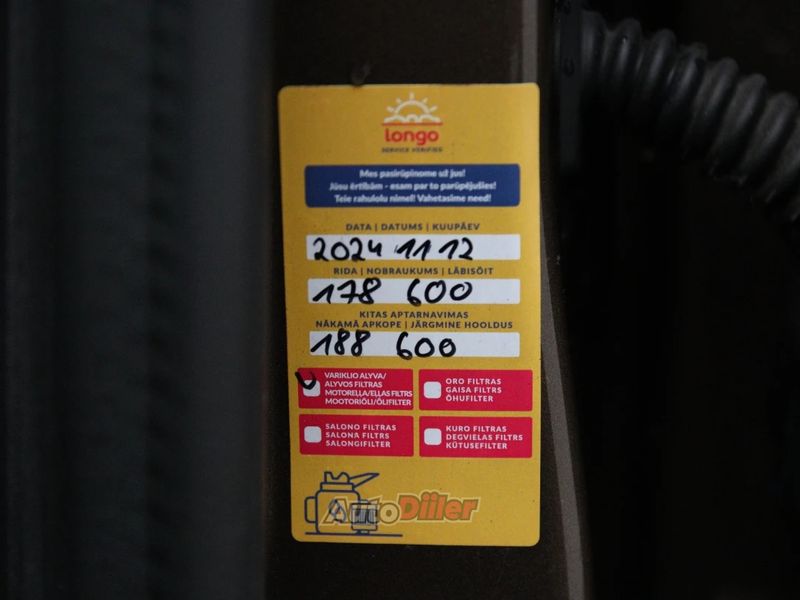 longo
SERVICE VERIFIED
Mes pasirūpinome už jus!
Jūsu ērtībām - esam par to parūpējušies!
Teie rahulolu nimel! Vahetasime need!
DATA | DATUMS | KUUPÄEV
2024 11 12
RIDA | NOBRAUKUMS | LÄBISÕIT
178 600
KITAS APTARNAVIMAS
NĀKAMĀ APKOPE | JÄRGMINE HOOLDUS
188 600
VARIKLIO ALYVA/
ALYVOS FILTRAS
MOTOREĻĻA/EĻĻAS FILTRS
MOOTORIÕLI/ÕLIFILTER
ORO FILTRAS
GAISA FILTRS
ÕHUFILTER
SALONO FILTRAS
SALONA FILTRS
SALONGIFILTER
KURO FILTRAS
DEGVIELAS FILTRS
KÜTUSEFILTER
AutoDiiler